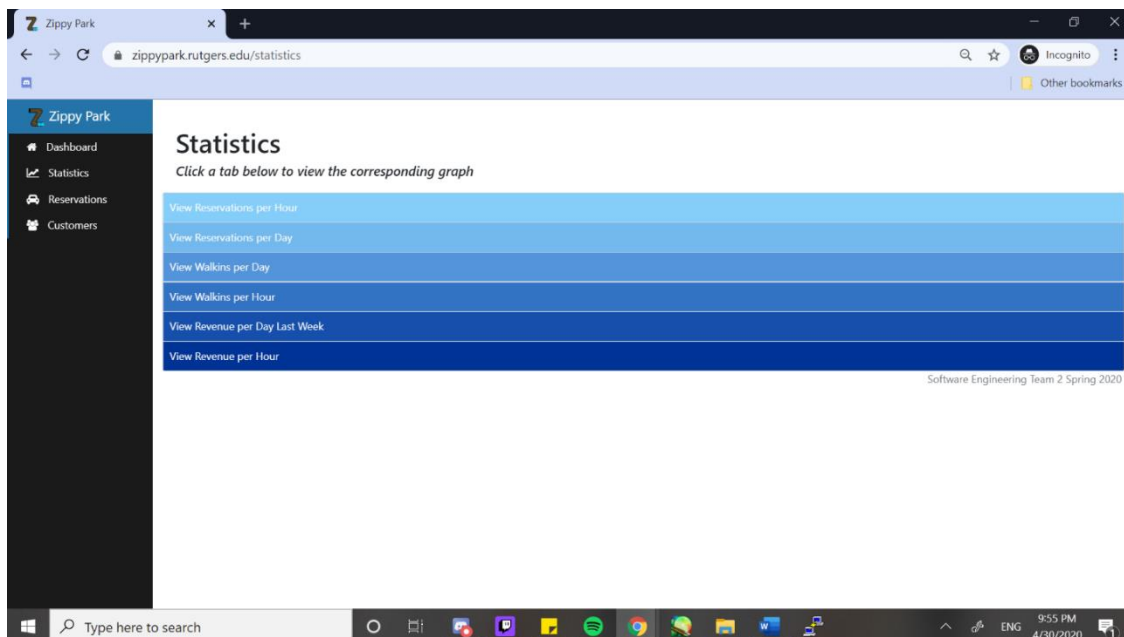 Zippy Park
zippypark.rutgers.edu/statistics
Incognito
Other bookmarks
Zippy Park
Dashboard
Statistics
Reservations
Customers
Statistics
Click a tab below to view the corresponding graph
View Reservations per Hour
View Reservations per Day
View Walkins per Day
View Walkins per Hour
View Revenue per Day Last Week
View Revenue per Hour
Software Engineering Team 2 Spring 2020
Type here to search
ENG
9:55 PM
4/30/2020